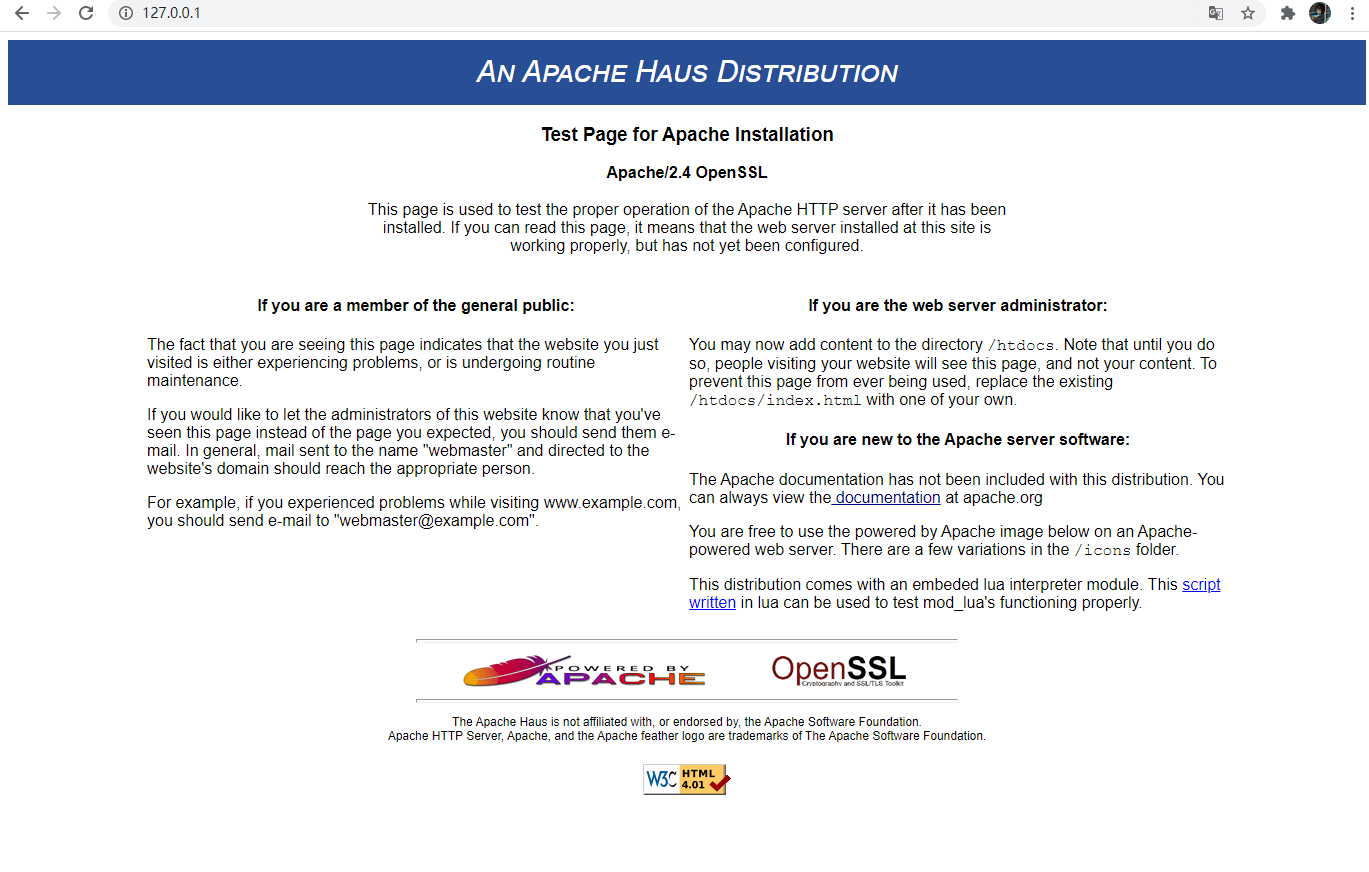 127.0.0.1
An Apache Haus Distribution
Test Page for Apache Installation
Apache/2.4 OpenSSL
This page is used to test the proper operation of the Apache HTTP server after it has been
installed. If you can read this page, it means that the web server installed at this site is
working properly, but has not yet been configured.
If you are a member of the general public:
The fact that you are seeing this page indicates that the website you just
visited is either experiencing problems, or is undergoing routine
maintenance.
If you would like to let the administrators of this website know that you've
seen this page instead of the page you expected, you should send them e-
mail. In general, mail sent to the name "webmaster" and directed to the
website's domain should reach the appropriate person.
For example, if you experienced problems while visiting www.example.com,
you should send e-mail to "webmaster@example.com".
If you are the web server administrator:
You may now add content to the directory /htdocs. Note that until you do
so, people visiting your website will see this page, and not your content. To
prevent this page from ever being used, replace the existing
/htdocs/index.html with one of your own.
If you are new to the Apache server software:
The Apache documentation has not been included with this distribution. You
can always view the documentation at apache.org
You are free to use the powered by Apache image below on an Apache-
powered web server. There are a few variations in the /icons folder.
This distribution comes with an embeded lua interpreter module. This script
written in lua can be used to test mod_lua's functioning properly.
POWERED BY
APACHE
OpenSSL
Cryptography and SSL/TLS Toolkit
The Apache Haus is not affiliated with, or endorsed by, the Apache Software Foundation.
Apache HTTP Server, Apache, and the Apache feather logo are trademarks of The Apache Software Foundation.
W3C HTML
4.01